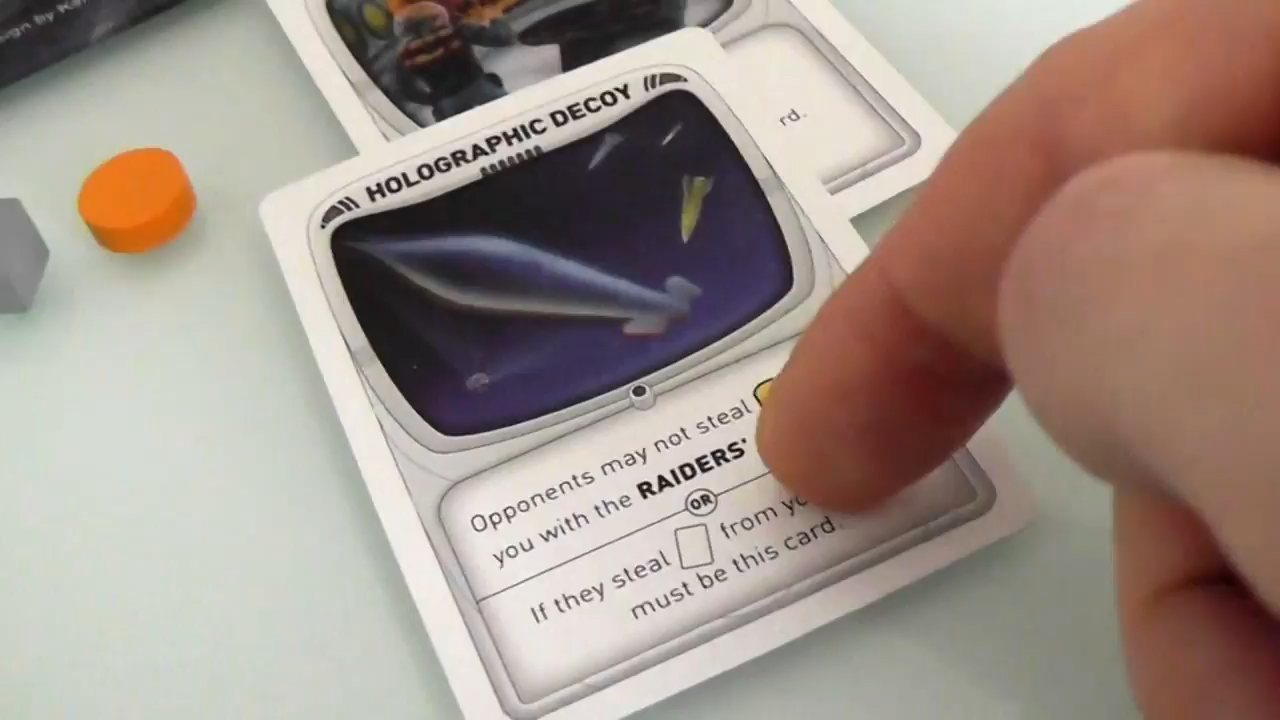 HOLOGRAPHIC DECOY
rd.
Opponents may not steal
you with the RAIDERS'
OR
If they steal from
must be this card.